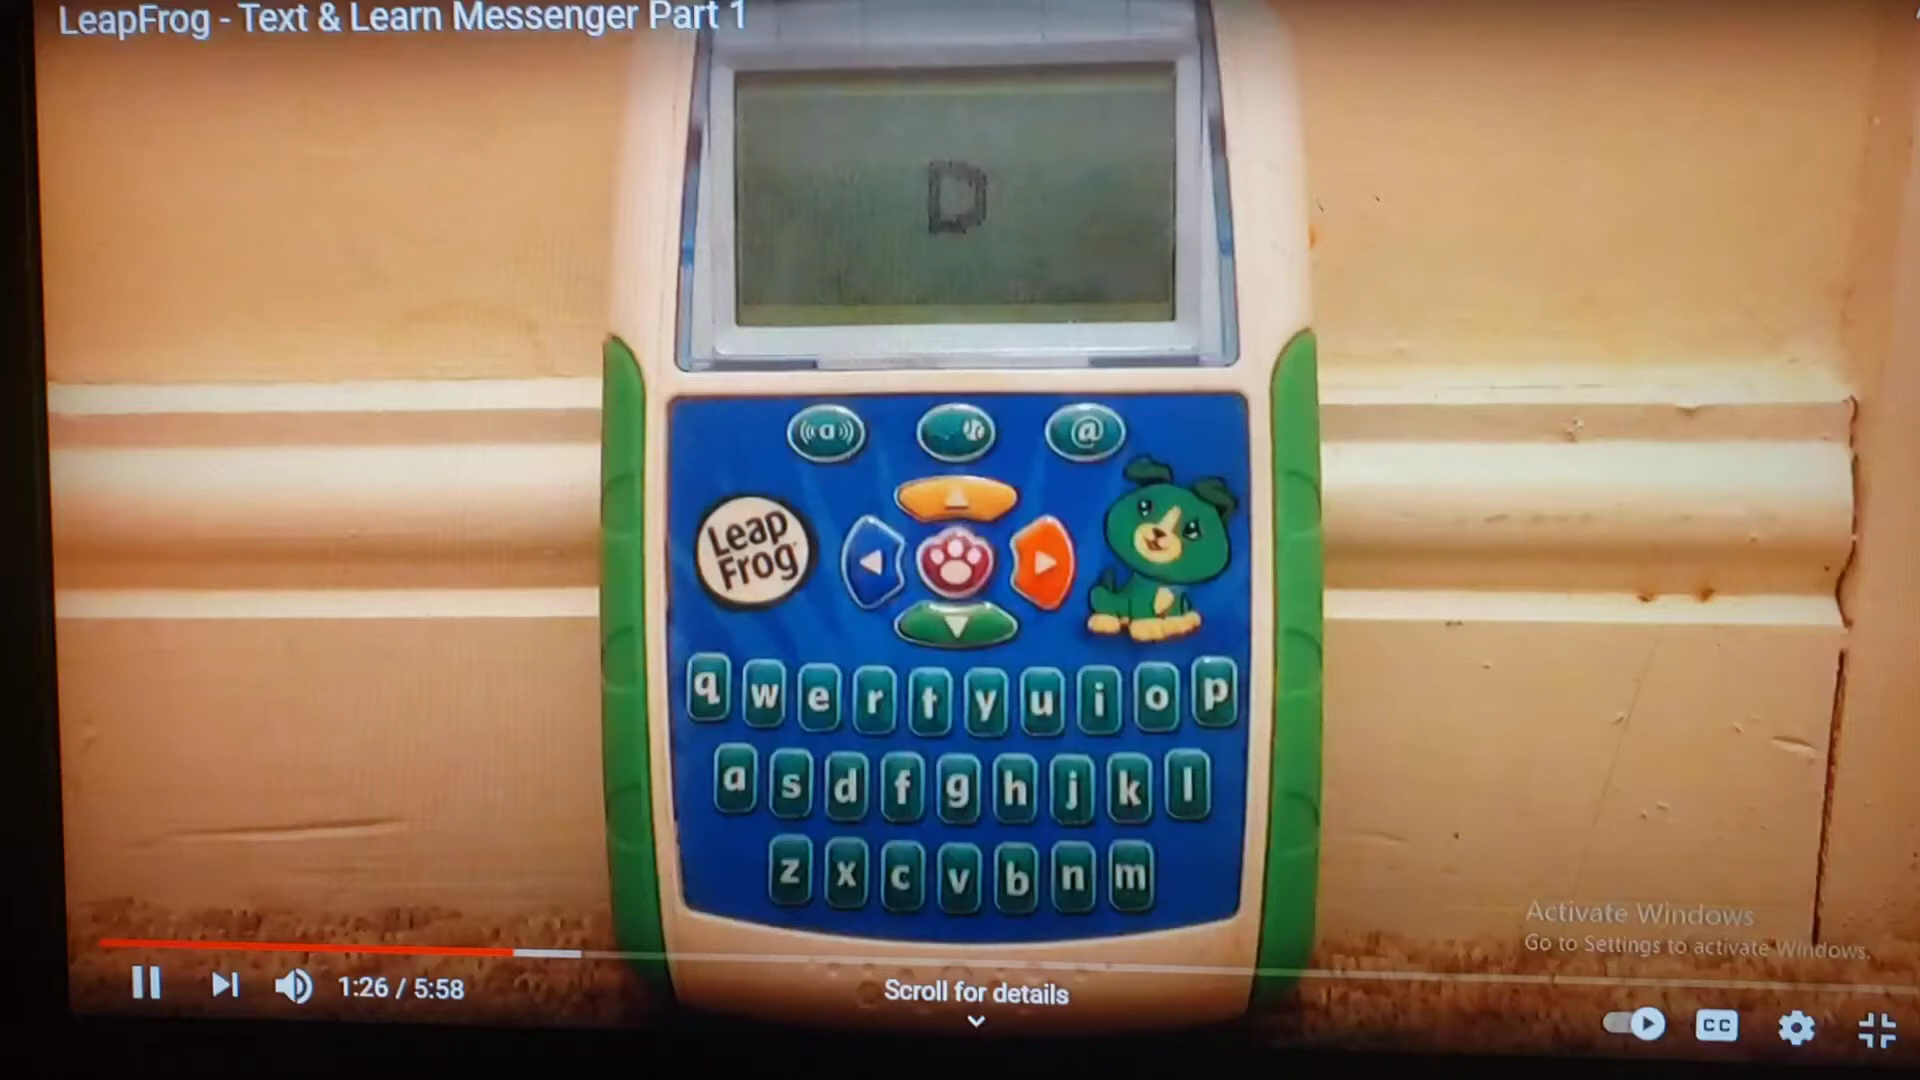 LeapFrog - Text & Learn Messenger Part 1
D
a
@
Leap
Frog
q w e r t y u i o p
a s d f g h j k l
z x c v b n m
Activate Windows
Go to Settings to activate Windows.
1:26 / 5:58
Scroll for details
CC